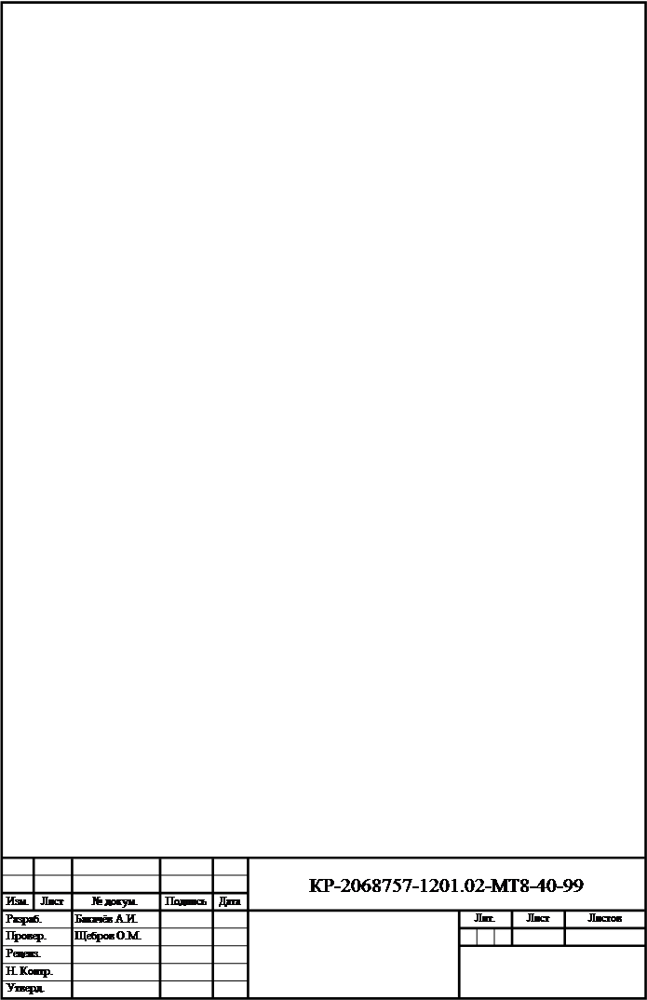 КР-2068757-1201.02-МТ8-40-99
Изм. Лист № докум. Подпись Дата
Разраб. Бакачёв А.И.
Лит. Лист Листов
Провер. Щебров О.М.
Реценз.
Н. Контр.
Утверд.